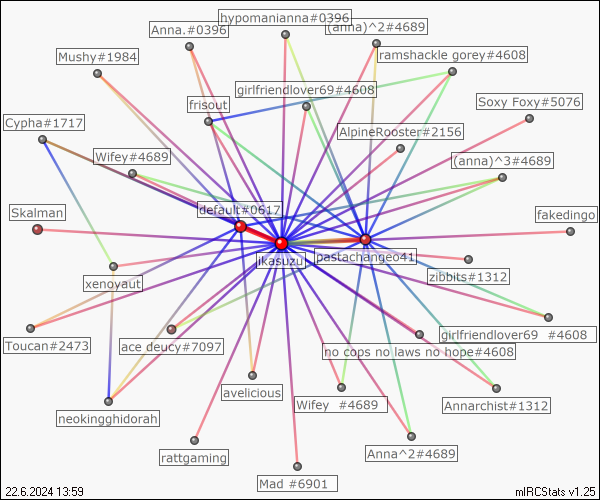 hypomanianna#0396
Anna.#0396
(anna)^2#4689
Mushy#1984
ramshackle gorey#4608
girlfriendlover69#4608
frisout
Soxy Foxy#5076
Cypha#1717
AlpineRooster#2156
Wifey#4689
(anna)^3#4689
default#0617
Skalman
fakedingo
ikasuzu
pastachangeo41
zibbits#1312
xenoyaut
girlfriendlover69 #4608
Toucan#2473
ace deucy#7097
no cops no laws no hope#4608
avelicious
Wifey #4689
Annarchist#1312
neokingghidorah
Anna^2#4689
rattgaming
Mad #6901
22.6.2024 13:59
mIRCStats v1.25